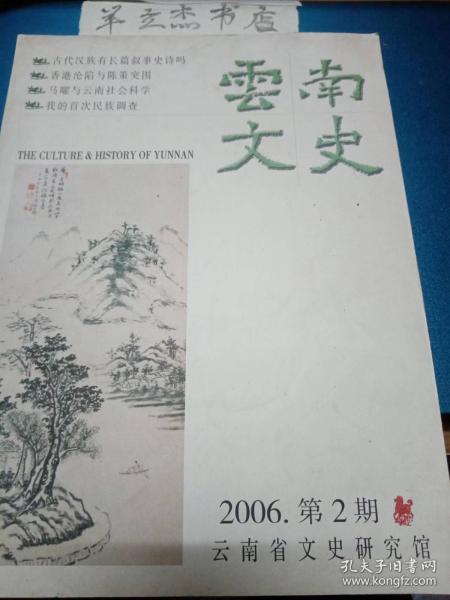 羊立杰书店
古代汉族有长篇叙事史诗吗
香港沦陷与陈策突围
马曜与云南社会科学
我的首次民族调查
雲南
文史
THE CULTURE & HISTORY OF YUNNAN
2006.第2期
云南省文史研究馆
孔夫子旧书网
www.kongfz.com